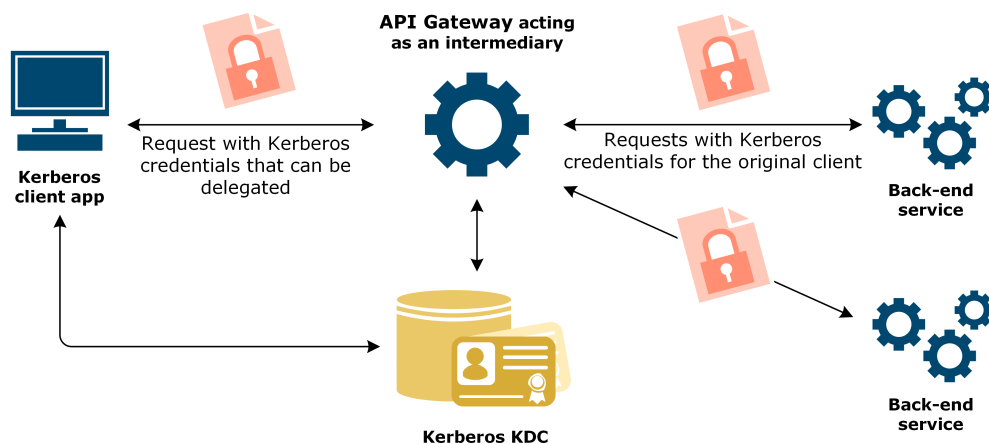 API Gateway acting
as an intermediary
Request with Kerberos
credentials that can be
delegated
Requests with Kerberos
credentials for the original client
Kerberos
client app
Back-end
service
Back-end
service
Kerberos KDC